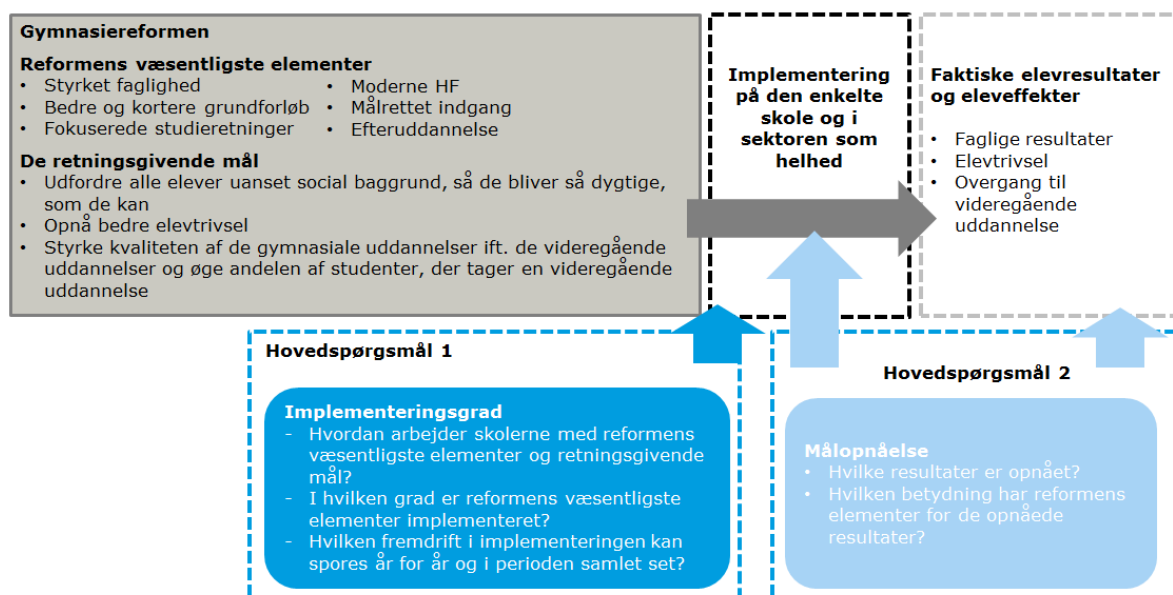 Gymnasiereformen
Reformens væsentligste elementer
• Styrket faglighed
• Bedre og kortere grundforløb
• Fokuserede studieretninger
• Moderne HF
• Målrettet indgang
• Efteruddannelse
De retningsgivende mål
• Udfordre alle elever uanset social baggrund, så de bliver så dygtige,
som de kan
• Opnå bedre elevtrivsel
• Styrke kvaliteten af de gymnasiale uddannelser ift. de videregående
uddannelser og øge andelen af studenter, der tager en videregående
uddannelse
Implementering
på den enkelte
skole og i
sektoren som
helhed
Faktiske elevresultater
og eleveffekter
• Faglige resultater
• Elevtrivsel
• Overgang til
videregående
uddannelse
Hovedspørgsmål 1
Implementeringsgrad
- Hvordan arbejder skolerne med reformens
væsentligste elementer og retningsgivende
mål?
- I hvilken grad er reformens væsentligste
elementer implementeret?
- Hvilken fremdrift i implementeringen kan
spores år for år og i perioden samlet set?
Hovedspørgsmål 2
Målopnåelse
• Hvilke resultater er opnået?
• Hvilken betydning har reformens
elementer for de opnåede
resultater?